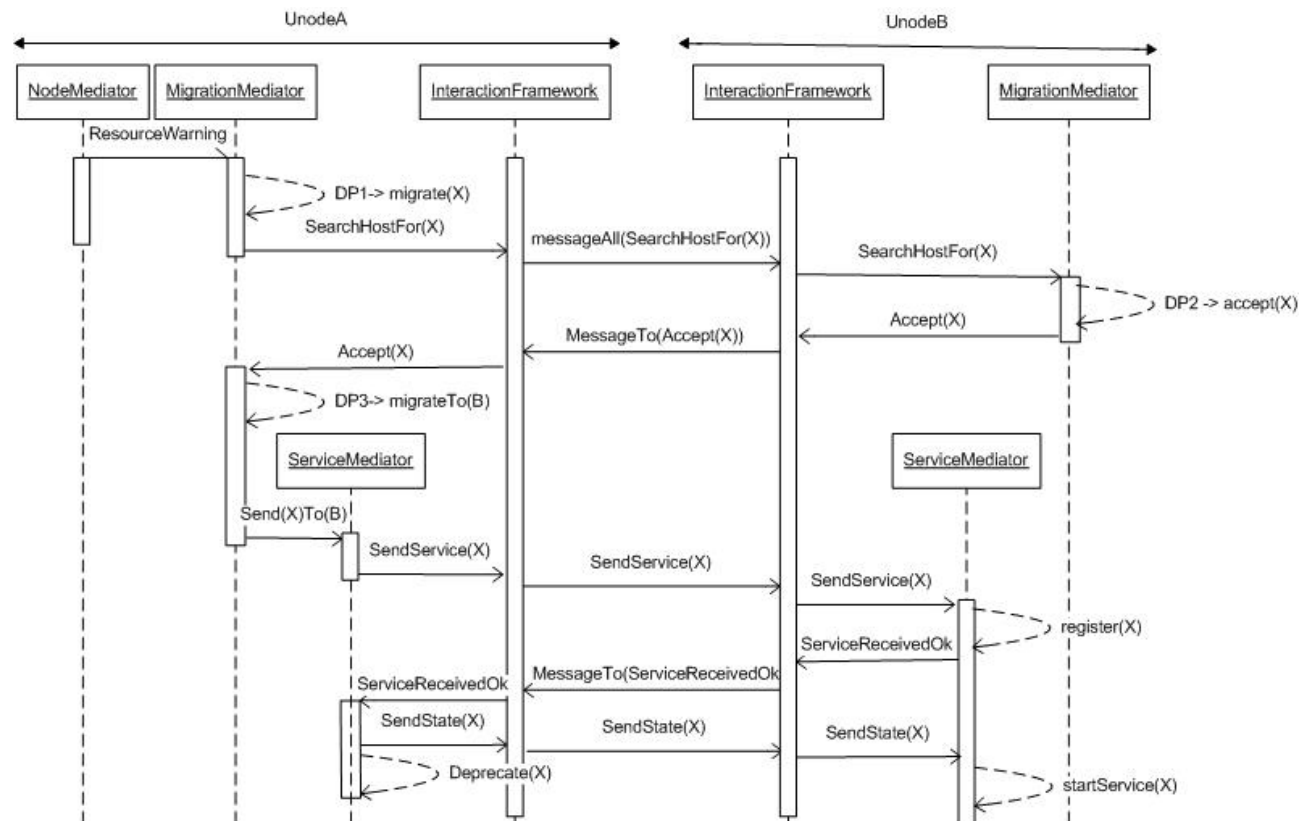 UnodeA
UnodeB
NodeMediator
MigrationMediator
InteractionFramework
InteractionFramework
MigrationMediator
ResourceWarning
DP1-> migrate(X)
SearchHostFor(X)
messageAll(SearchHostFor(X))
SearchHostFor(X)
DP2 -> accept(X)
Accept(X)
MessageTo(Accept(X))
Accept(X)
DP3-> migrateTo(B)
ServiceMediator
ServiceMediator
Send(X)To(B)
SendService(X)
SendService(X)
SendService(X)
register(X)
ServiceReceivedOk
MessageTo(ServiceReceivedOk
ServiceReceivedOk
SendState(X)
SendState(X)
SendState(X)
Deprecate(X)
startService(X)